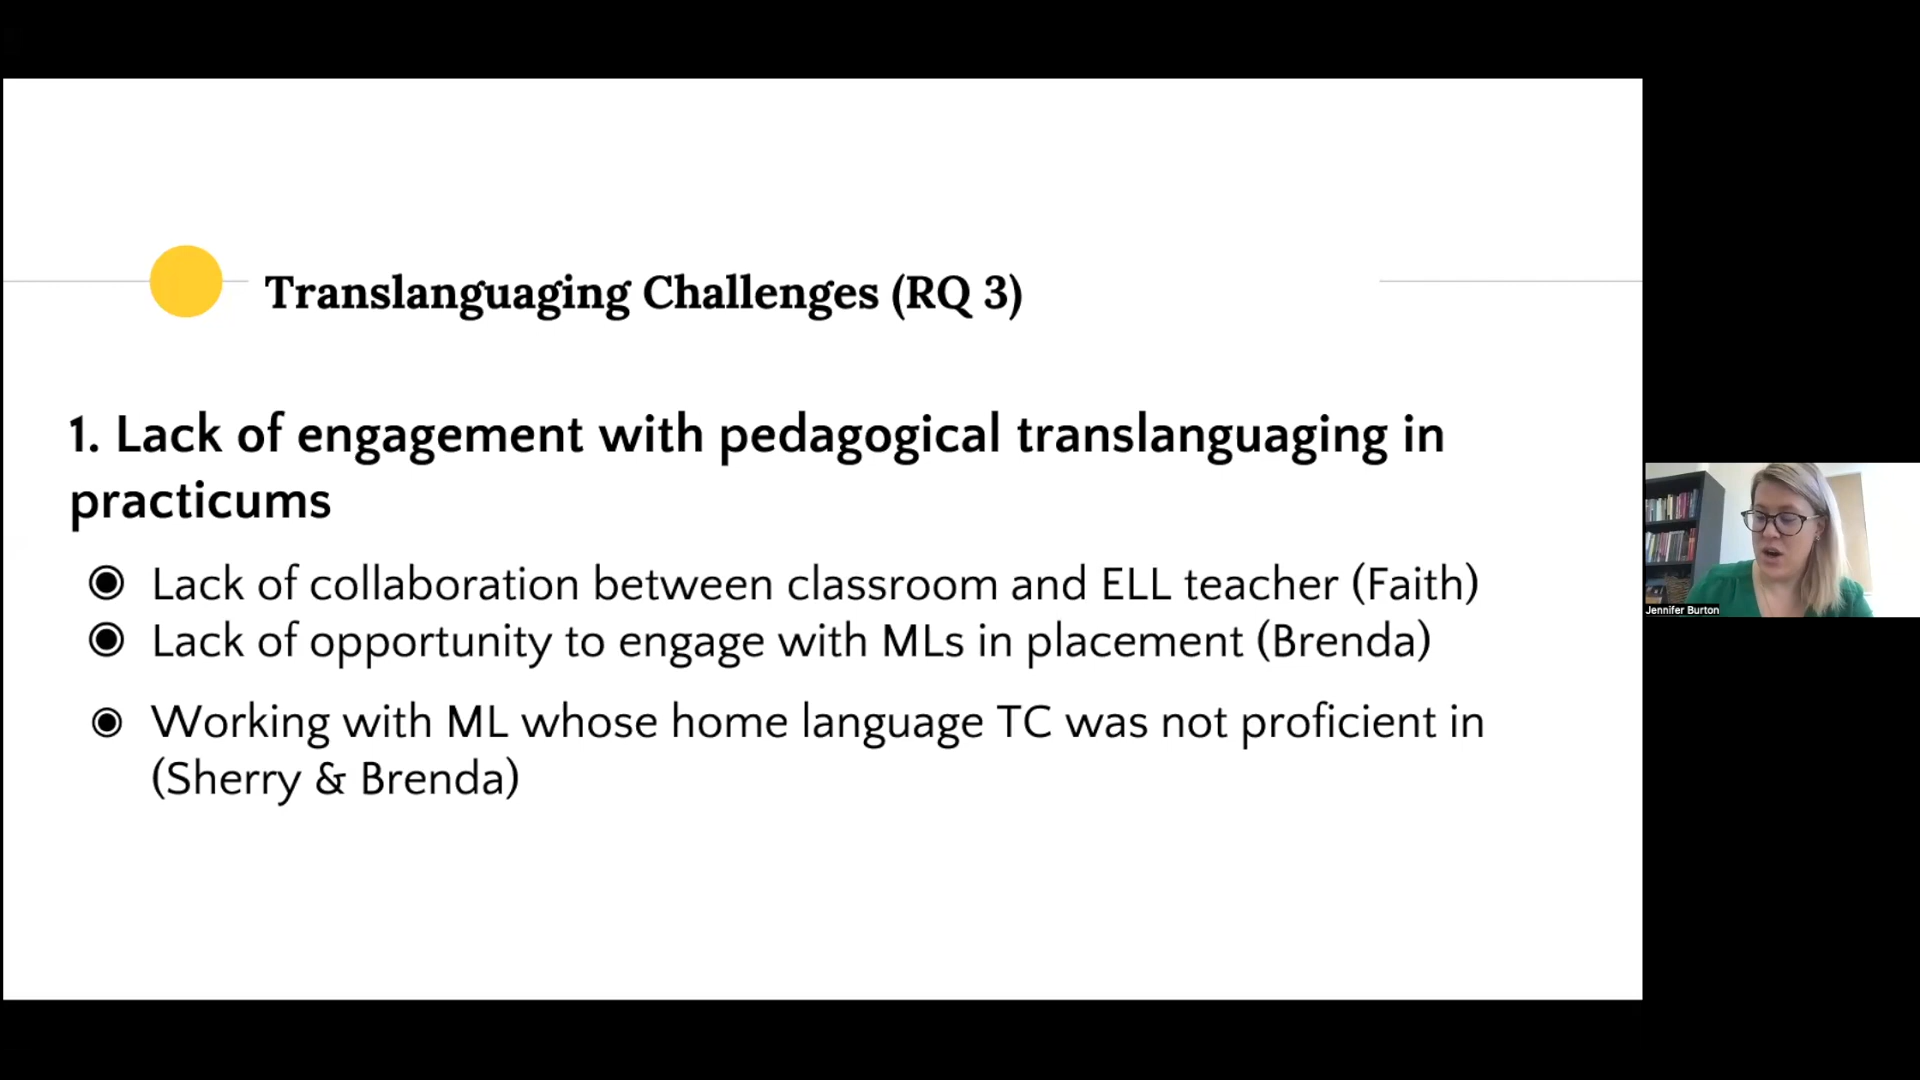 Translanguaging Challenges (RQ 3)
1. Lack of engagement with pedagogical translanguaging in
practicums
Lack of collaboration between classroom and ELL teacher (Faith)
Lack of opportunity to engage with MLs in placement (Brenda)
Working with ML whose home language TC was not proficient in
(Sherry & Brenda)
Jennifer Burton